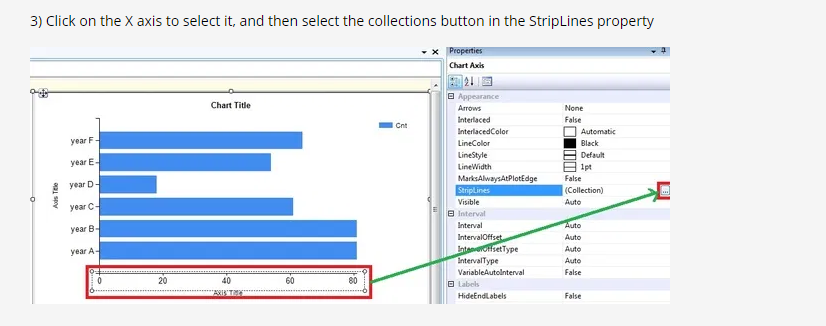 3) Click on the X axis to select it, and then select the collections button in the StripLines property
Properties
Chart Axis
Chart Title
Cnt
Axis Title
year F
year E
year D
year C
year B
year A
0 20 40 60 80
Axis Title
Appearance
Arrows None
Interlaced False
InterlacedColor Automatic
LineColor Black
LineStyle Default
LineWidth 1pt
MarksAlwaysAtPlotEdge False
StripLines (Collection) ...
Visible Auto
Interval
Interval Auto
IntervalOffset Auto
IntervalOffsetType Auto
IntervalType Auto
VariableAutoInterval False
Labels
HideEndLabels False